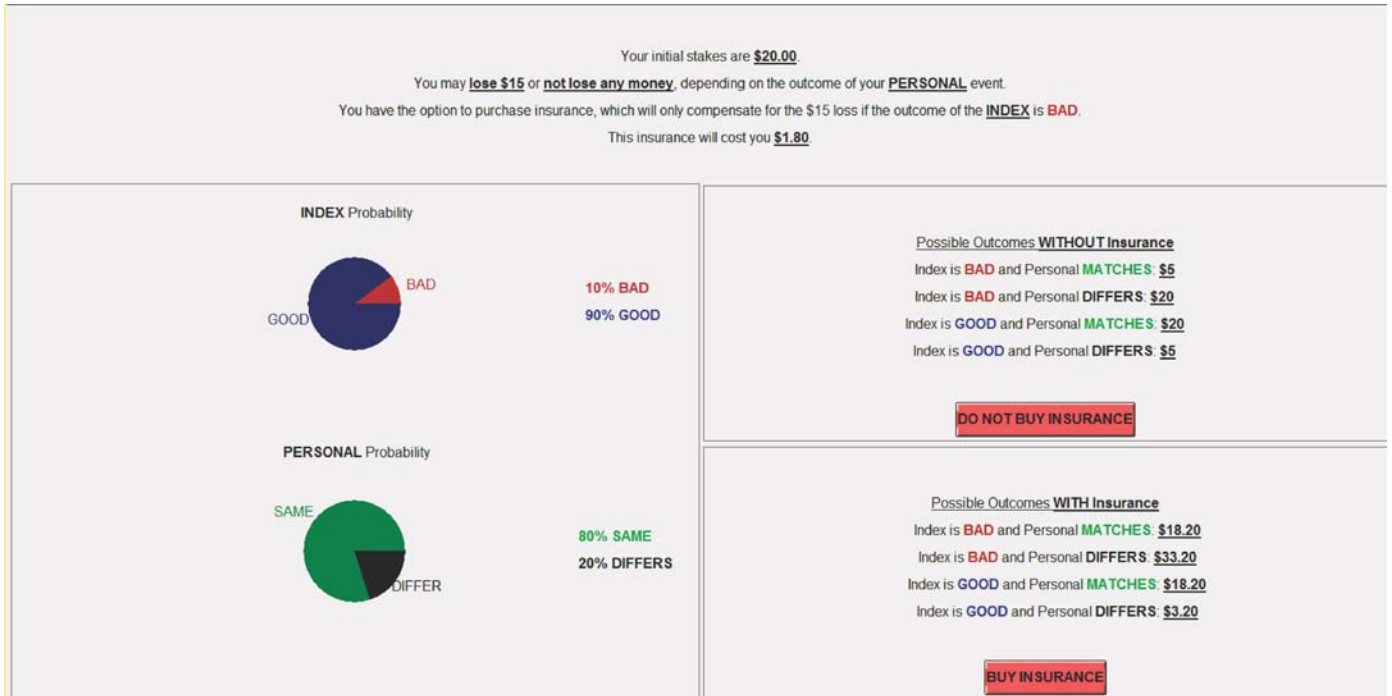 Your initial stakes are $20.00.
You may lose $15 or not lose any money, depending on the outcome of your PERSONAL event.
You have the option to purchase insurance, which will only compensate for the $15 loss if the outcome of the INDEX is BAD.
This insurance will cost you $1.80.
INDEX Probability
BAD
GOOD
10% BAD
90% GOOD
PERSONAL Probability
SAME
DIFFER
80% SAME
20% DIFFERS
Possible Outcomes WITHOUT Insurance
Index is BAD and Personal MATCHES: $5
Index is BAD and Personal DIFFERS: $20
Index is GOOD and Personal MATCHES: $20
Index is GOOD and Personal DIFFERS: $5
DO NOT BUY INSURANCE
Possible Outcomes WITH Insurance
Index is BAD and Personal MATCHES: $18.20
Index is BAD and Personal DIFFERS: $33.20
Index is GOOD and Personal MATCHES: $18.20
Index is GOOD and Personal DIFFERS: $3.20
BUY INSURANCE